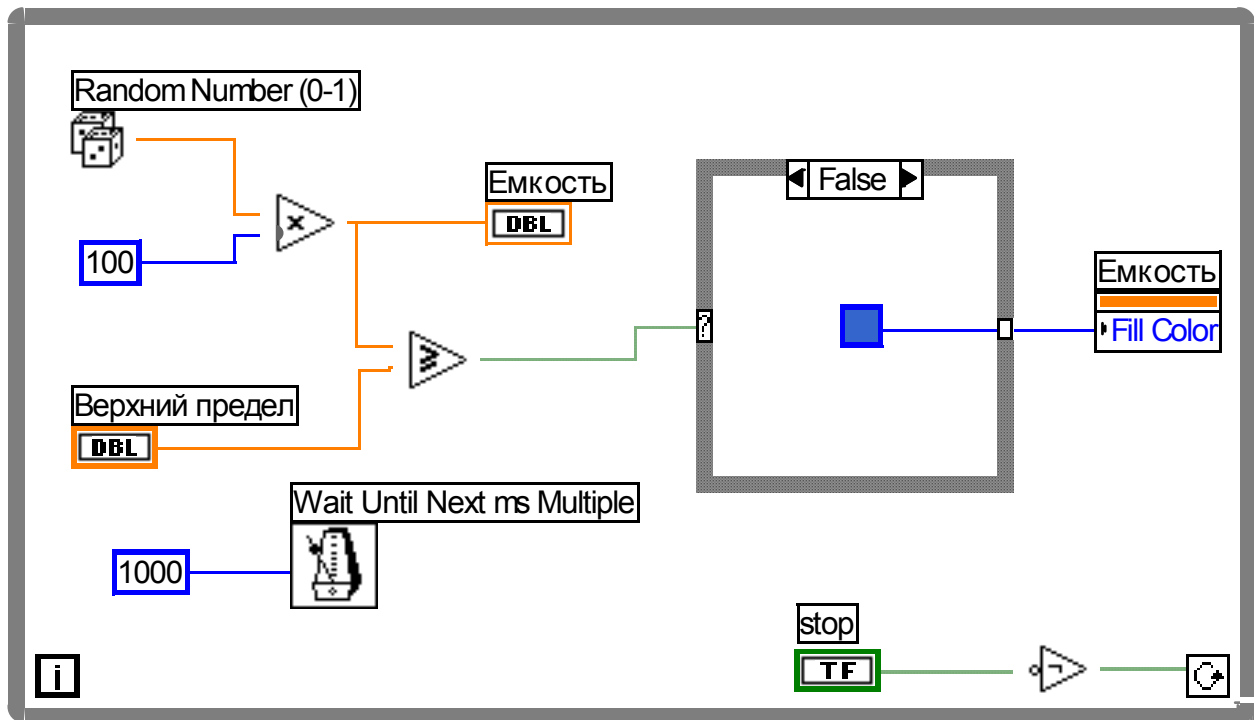 Random Number (0-1)
Емкость
DBL
100
False
?
Емкость
Fill Color
Верхний предел
DBL
Wait Until Next ms Multiple
1000
stop
TF
i